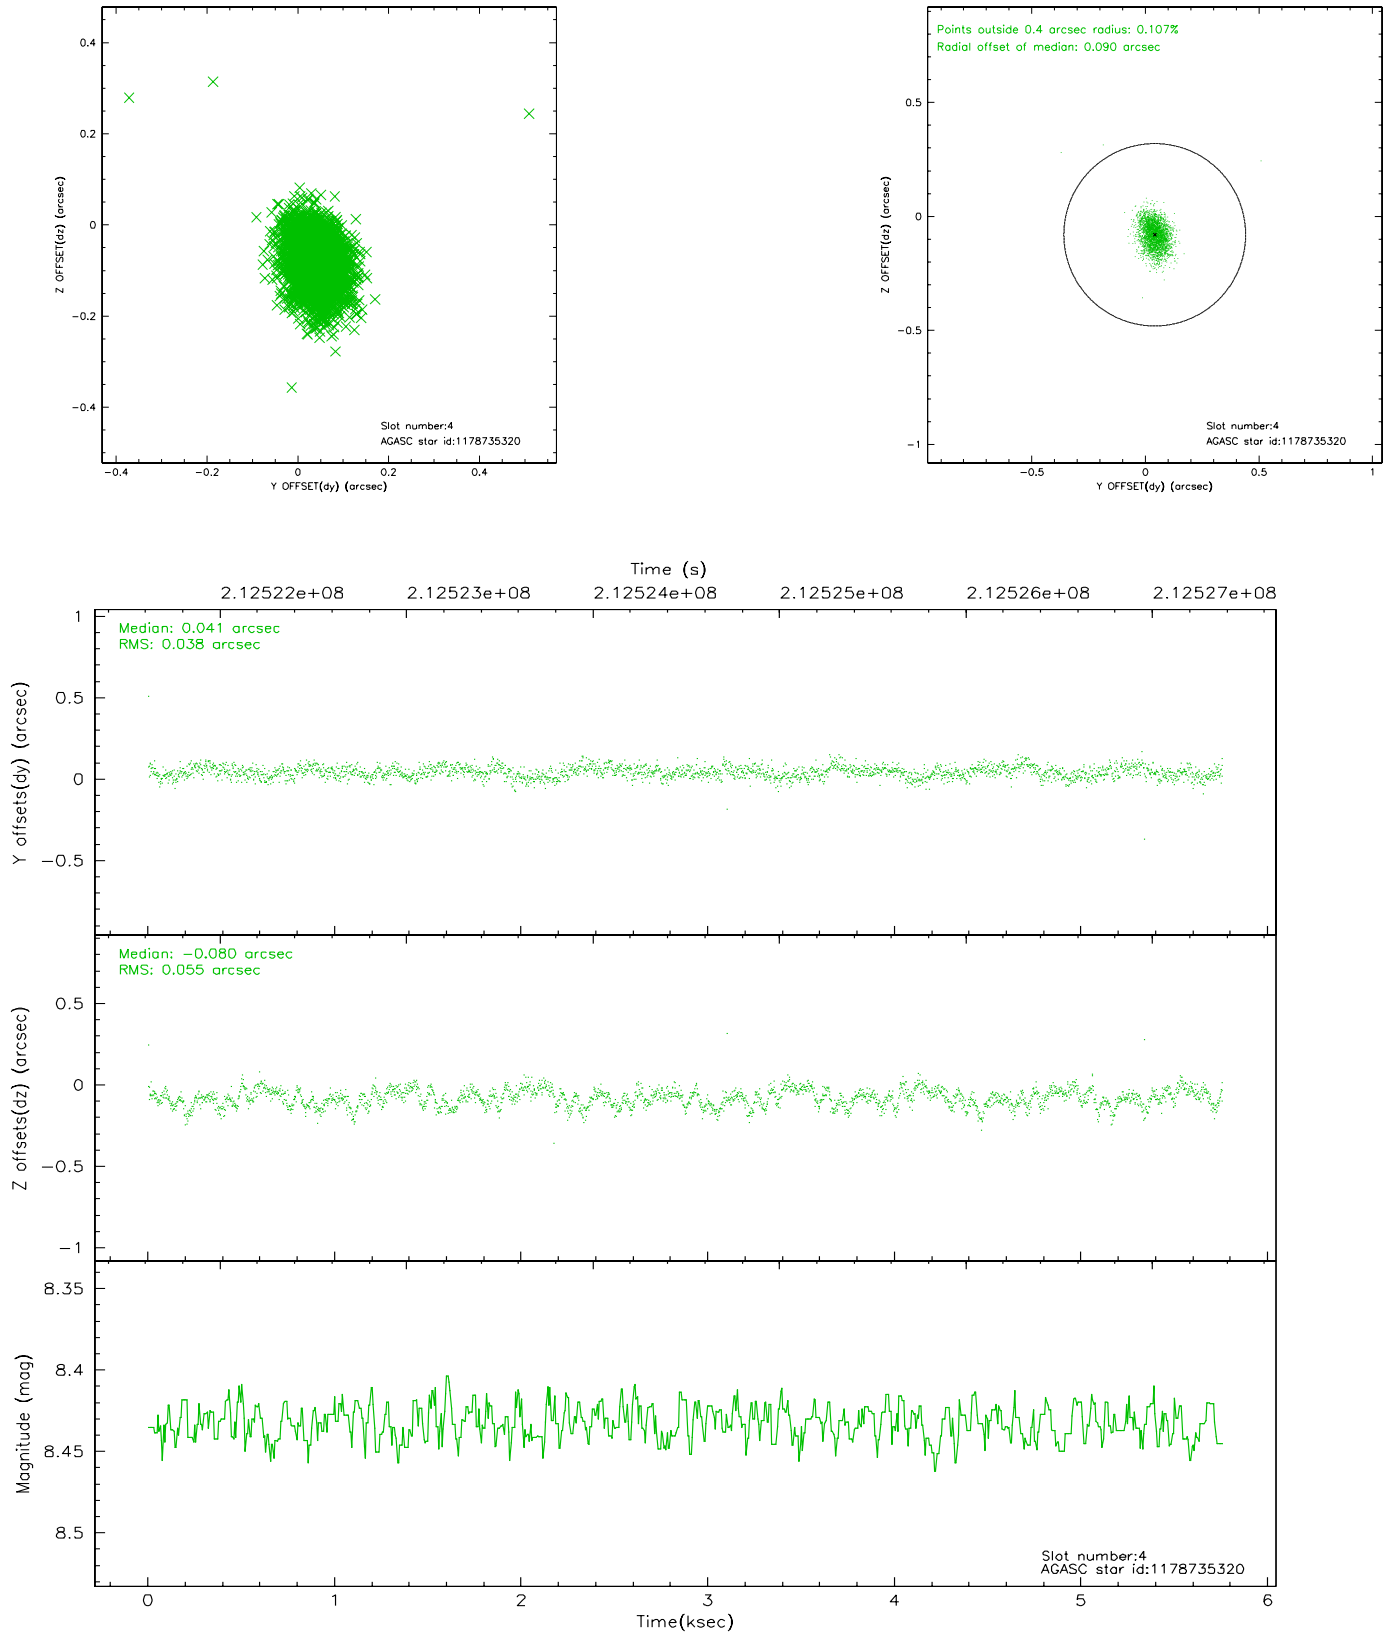 0.4
0.2
0
−0.2
−0.4
Z OFFSET(dz) (arcsec)
Slot number:4
AGASC star id:1178735320
−0.4 −0.2 0 0.2 0.4
Y OFFSET(dy) (arcsec)
Points outside 0.4 arcsec radius: 0.107%
Radial offset of median: 0.090 arcsec
0.5
0
−0.5
−1
Z OFFSET(dz) (arcsec)
Slot number:4
AGASC star id:1178735320
−0.5 0 0.5 1
Y OFFSET(dy) (arcsec)
Time (s)
2.12522e+08 2.12523e+08 2.12524e+08 2.12525e+08 2.12526e+08 2.12527e+08
Median: 0.041 arcsec
RMS: 0.038 arcsec
1
0.5
0
−0.5
Y offsets(dy) (arcsec)
Median: −0.080 arcsec
RMS: 0.055 arcsec
0.5
0
−0.5
−1
Z offsets(dz) (arcsec)
8.35
8.4
8.45
8.5
Magnitude (mag)
Slot number:4
AGASC star id:1178735320
0 1 2 3 4 5 6
Time(ksec)